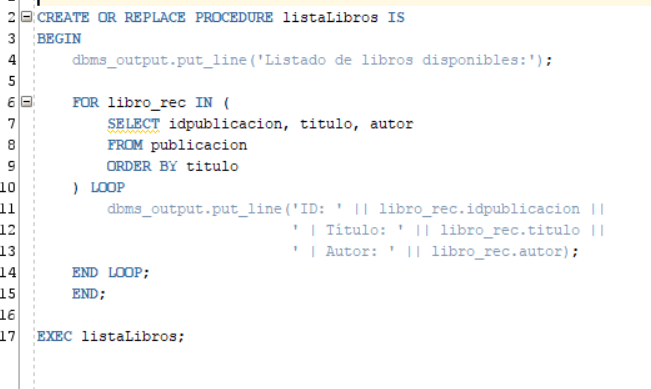 2 CREATE OR REPLACE PROCEDURE listaLibros IS
3 BEGIN
4 dbms_output.put_line('Listado de libros disponibles:');
5
6 FOR libro_rec IN (
7 SELECT idpublicacion, titulo, autor
8 FROM publicacion
9 ORDER BY titulo
10 ) LOOP
11 dbms_output.put_line('ID: ' || libro_rec.idpublicacion ||
12 ' | Titulo: ' || libro_rec.titulo ||
13 ' | Autor: ' || libro_rec.autor);
14 END LOOP;
15 END;
16
17 EXEC listaLibros;